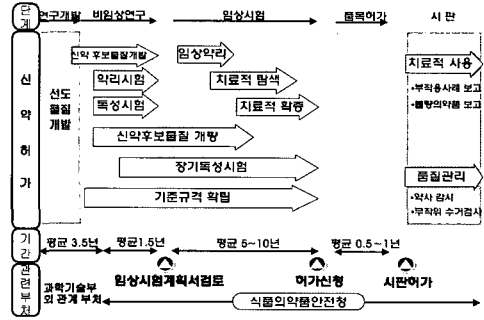 단계 연구개발 비임상연구 임상시험 품목허가 시 판
신약허가
선도
물질
개발
신약 후보물질개발
임상약리
약리시험
치료적 탐색
독성시험
치료적 확증
신약후보물질 개량
장기독성시험
기준규격 확립
치료적 사용
•부작용사례 보고
•불량의약품 보고
품질관리
•약사 감시
•무작위 수거검사
기간 평균 3.5년 평균1.5년 평균 5~10년 평균 0.5~1년
임상시험계획서검토 허가신청 시판허가
관련부처
과학기술부
외 관계 부처
식품의약품안전청